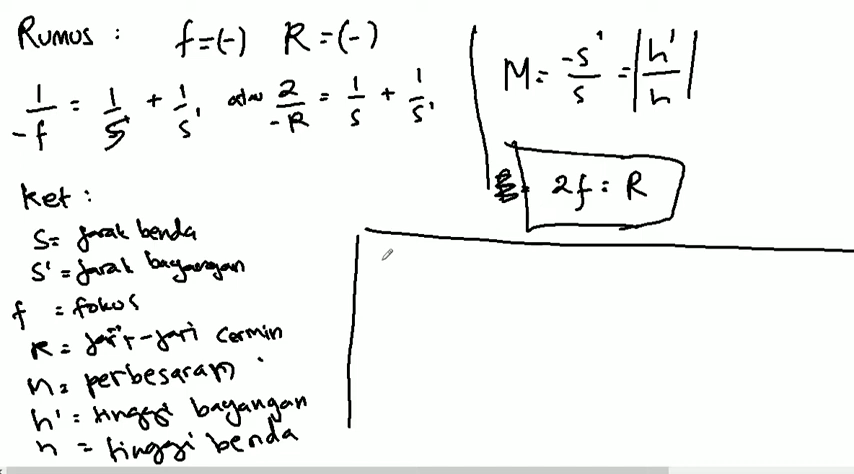 Rumus : f = (-) R = (-)
1/-f = 1/s + 1/s' atau 2/-R = 1/s + 1/s'
M = -s'/s = |h'/h|
2f = R
Ket :
S = jarak benda
S' = jarak bayangan
f = fokus
R = jari-jari cermin
M = perbesaran
h' = tinggi bayangan
h = tinggi benda